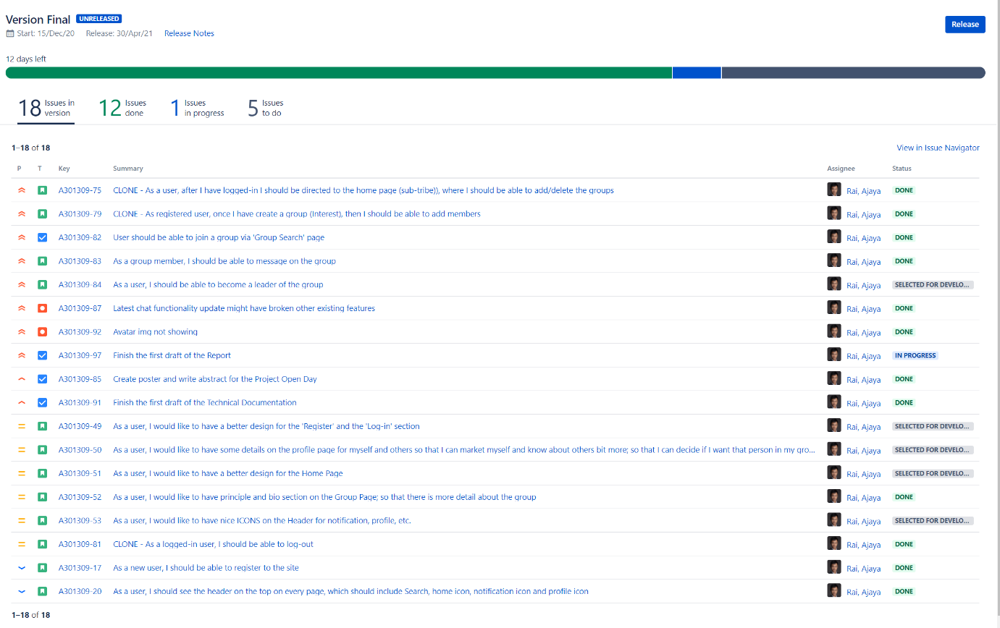 Version Final UNRELEASED
Release
Start: 15/Dec/20 Release: 30/Apr/21 Release Notes
12 days left
18 Issues in version
12 Issues done
1 Issues in progress
5 Issues to do
1–18 of 18
View in Issue Navigator
P T Key Summary Assignee Status
A301309-75 CLONE - As a user, after I have logged-in I should be directed to the home page (sub-tribe)), where I should be able to add/delete the groups Rai, Ajaya DONE
A301309-79 CLONE - As registered user, once I have create a group (Interest), then I should be able to add members Rai, Ajaya DONE
A301309-82 User should be able to join a group via 'Group Search' page Rai, Ajaya DONE
A301309-83 As a group member, I should be able to message on the group Rai, Ajaya DONE
A301309-84 As a user, I should be able to become a leader of the group Rai, Ajaya SELECTED FOR DEVELO...
A301309-87 Latest chat functionality update might have broken other existing features Rai, Ajaya DONE
A301309-92 Avatar img not showing Rai, Ajaya DONE
A301309-97 Finish the first draft of the Report Rai, Ajaya IN PROGRESS
A301309-85 Create poster and write abstract for the Project Open Day Rai, Ajaya DONE
A301309-91 Finish the first draft of the Technical Documentation Rai, Ajaya DONE
A301309-49 As a user, I would like to have a better design for the 'Register' and the 'Log-in' section Rai, Ajaya SELECTED FOR DEVELO...
A301309-50 As a user, I would like to have some details on the profile page for myself and others so that I can market myself and know about others bit more; so that I can decide if I want that person in my gro... Rai, Ajaya SELECTED FOR DEVELO...
A301309-51 As a user, I would like to have a better design for the Home Page Rai, Ajaya SELECTED FOR DEVELO...
A301309-52 As a user, I would like to have principle and bio section on the Group Page; so that there is more detail about the group Rai, Ajaya DONE
A301309-53 As a user, I would like to have nice ICONS on the Header for notification, profile, etc. Rai, Ajaya SELECTED FOR DEVELO...
A301309-81 CLONE - As a logged-in user, I should be able to log-out Rai, Ajaya DONE
A301309-17 As a new user, I should be able to register to the site Rai, Ajaya DONE
A301309-20 As a user, I should see the header on the top on every page, which should include Search, home icon, notification icon and profile icon Rai, Ajaya DONE
1–18 of 18